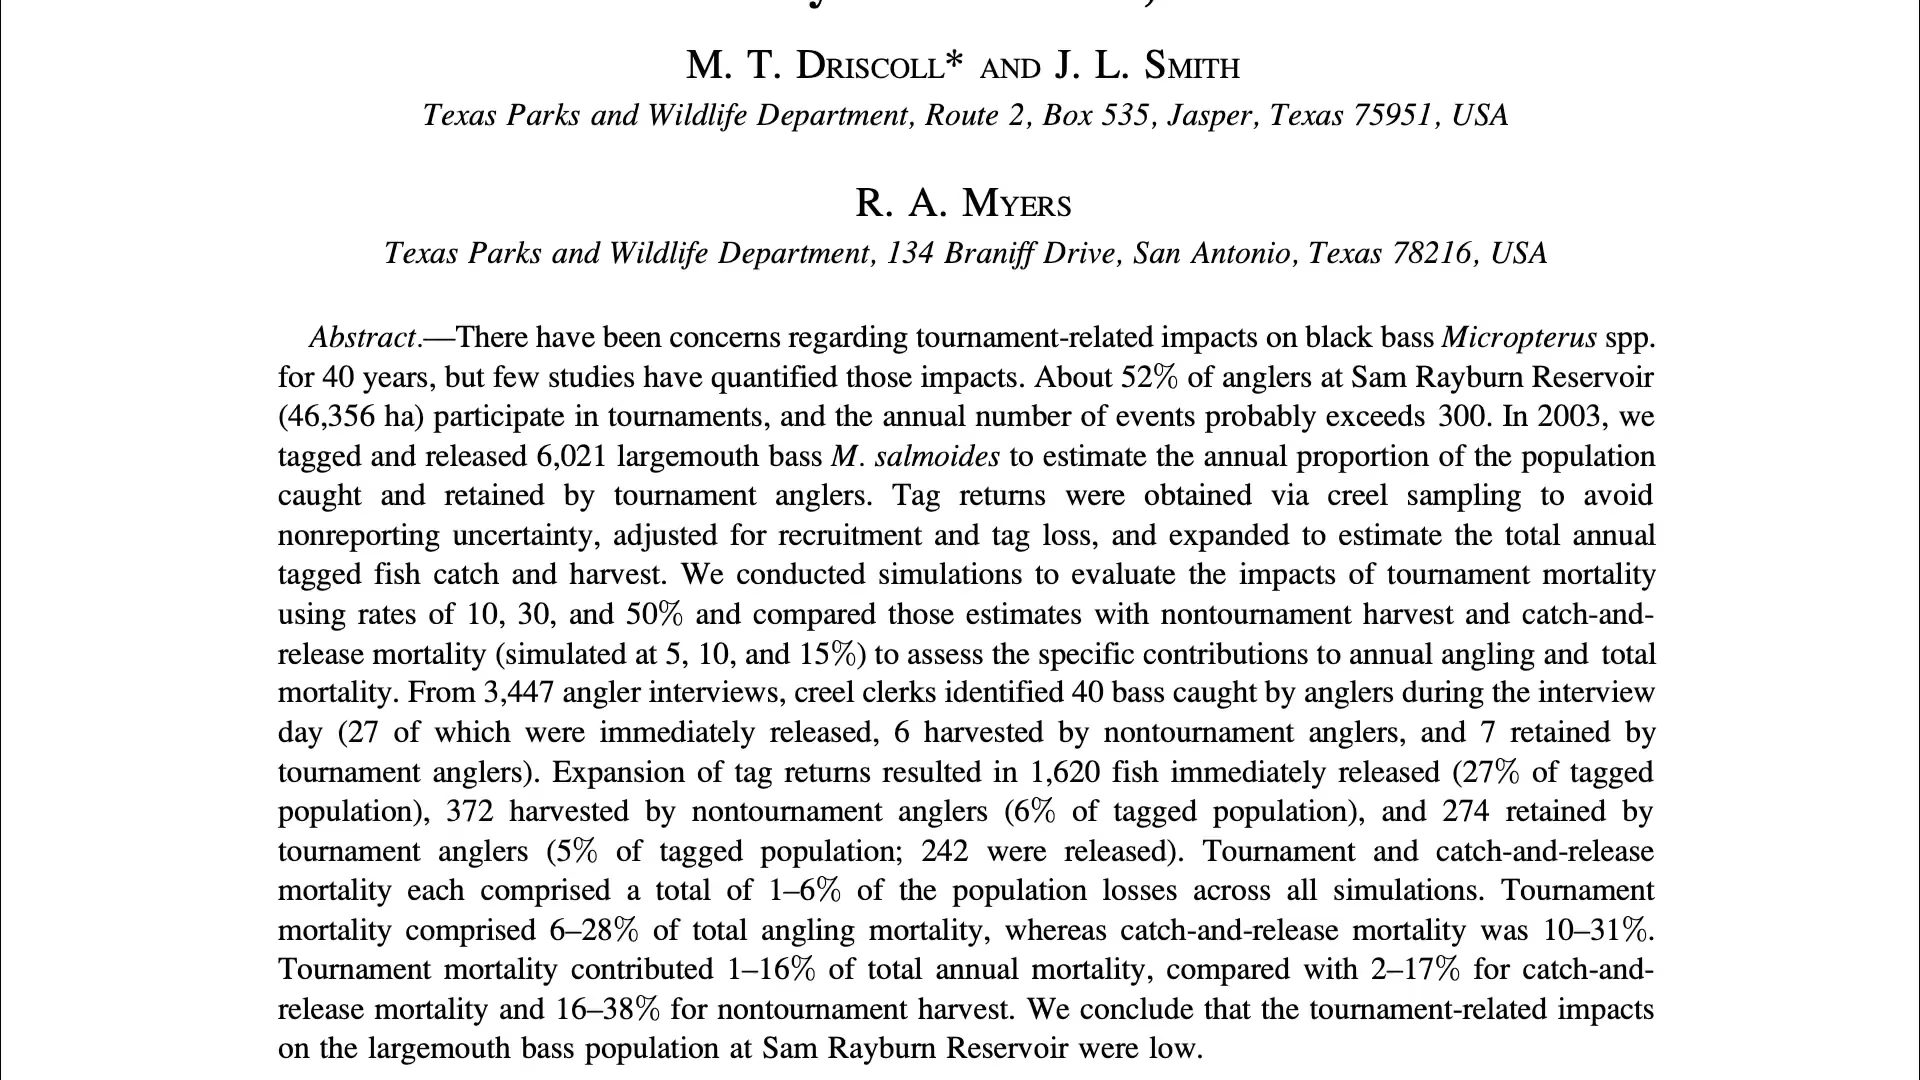 M. T. DRISCOLL* AND J. L. SMITH
Texas Parks and Wildlife Department, Route 2, Box 535, Jasper, Texas 75951, USA
R. A. MYERS
Texas Parks and Wildlife Department, 134 Braniff Drive, San Antonio, Texas 78216, USA
Abstract.—There have been concerns regarding tournament-related impacts on black bass Micropterus spp.
for 40 years, but few studies have quantified those impacts. About 52% of anglers at Sam Rayburn Reservoir
(46,356 ha) participate in tournaments, and the annual number of events probably exceeds 300. In 2003, we
tagged and released 6,021 largemouth bass M. salmoides to estimate the annual proportion of the population
caught and retained by tournament anglers. Tag returns were obtained via creel sampling to avoid
nonreporting uncertainty, adjusted for recruitment and tag loss, and expanded to estimate the total annual
tagged fish catch and harvest. We conducted simulations to evaluate the impacts of tournament mortality
using rates of 10, 30, and 50% and compared those estimates with nontournament harvest and catch-and-
release mortality (simulated at 5, 10, and 15%) to assess the specific contributions to annual angling and total
mortality. From 3,447 angler interviews, creel clerks identified 40 bass caught by anglers during the interview
day (27 of which were immediately released, 6 harvested by nontournament anglers, and 7 retained by
tournament anglers). Expansion of tag returns resulted in 1,620 fish immediately released (27% of tagged
population), 372 harvested by nontournament anglers (6% of tagged population), and 274 retained by
tournament anglers (5% of tagged population; 242 were released). Tournament and catch-and-release
mortality each comprised a total of 1–6% of the population losses across all simulations. Tournament
mortality comprised 6–28% of total angling mortality, whereas catch-and-release mortality was 10–31%.
Tournament mortality contributed 1–16% of total annual mortality, compared with 2–17% for catch-and-
release mortality and 16–38% for nontournament harvest. We conclude that the tournament-related impacts
on the largemouth bass population at Sam Rayburn Reservoir were low.